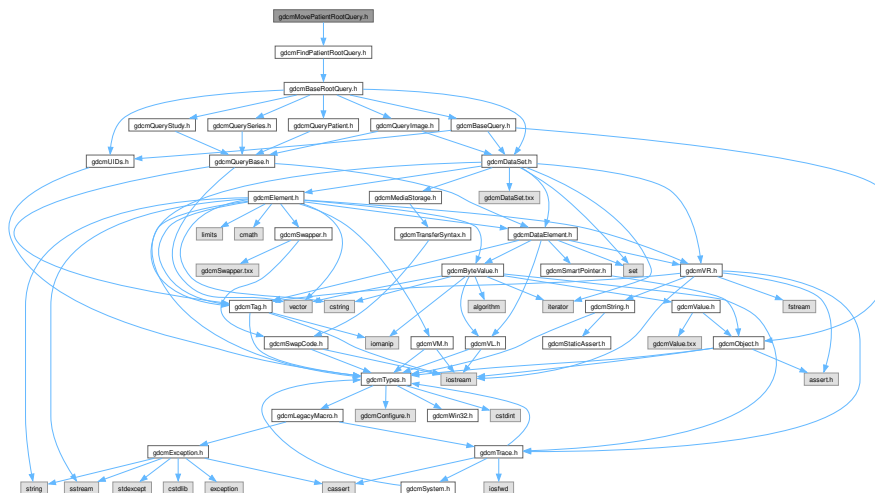 gdcmMovePatientRootQuery.h
gdcmFindPatientRootQuery.h
gdcmBaseRootQuery.h
gdcmQueryStudy.h
gdcmQuerySeries.h
gdcmQueryPatient.h
gdcmQueryImage.h
gdcmBaseQuery.h
gdcmUIDs.h
gdcmQueryBase.h
gdcmDataSet.h
gdcmElement.h
gdcmMediaStorage.h
gdcmDataSet.txx
limits
cmath
gdcmSwapper.h
gdcmTransferSyntax.h
gdcmDataElement.h
gdcmSwapper.txx
gdcmByteValue.h
gdcmSmartPointer.h
set
gdcmVR.h
gdcmTag.h
vector
cstring
algorithm
iterator
gdcmString.h
gdcmValue.h
fstream
gdcmSwapCode.h
iomanip
gdcmVM.h
gdcmVL.h
gdcmStaticAssert.h
gdcmValue.txx
gdcmObject.h
gdcmTypes.h
iostream
assert.h
gdcmLegacyMacro.h
gdcmConfigure.h
gdcmWin32.h
cstdint
gdcmException.h
gdcmTrace.h
string
sstream
stdexcept
cstdlib
exception
cassert
gdcmSystem.h
iosfwd